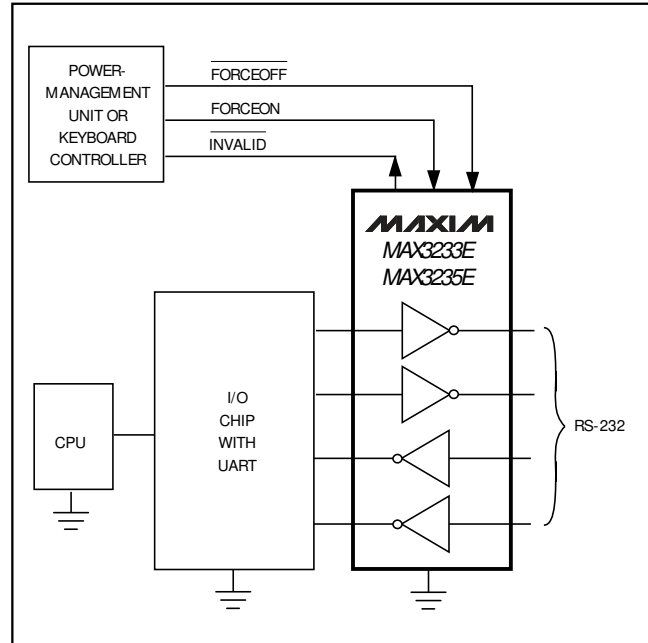 POWER-
MANAGEMENT
UNIT OR
KEYBOARD
CONTROLLER
FORCEOFF
FORCEON
INVALID
MAXIM
MAX3233E
MAX3235E
CPU
I/O
CHIP
WITH
UART
RS-232